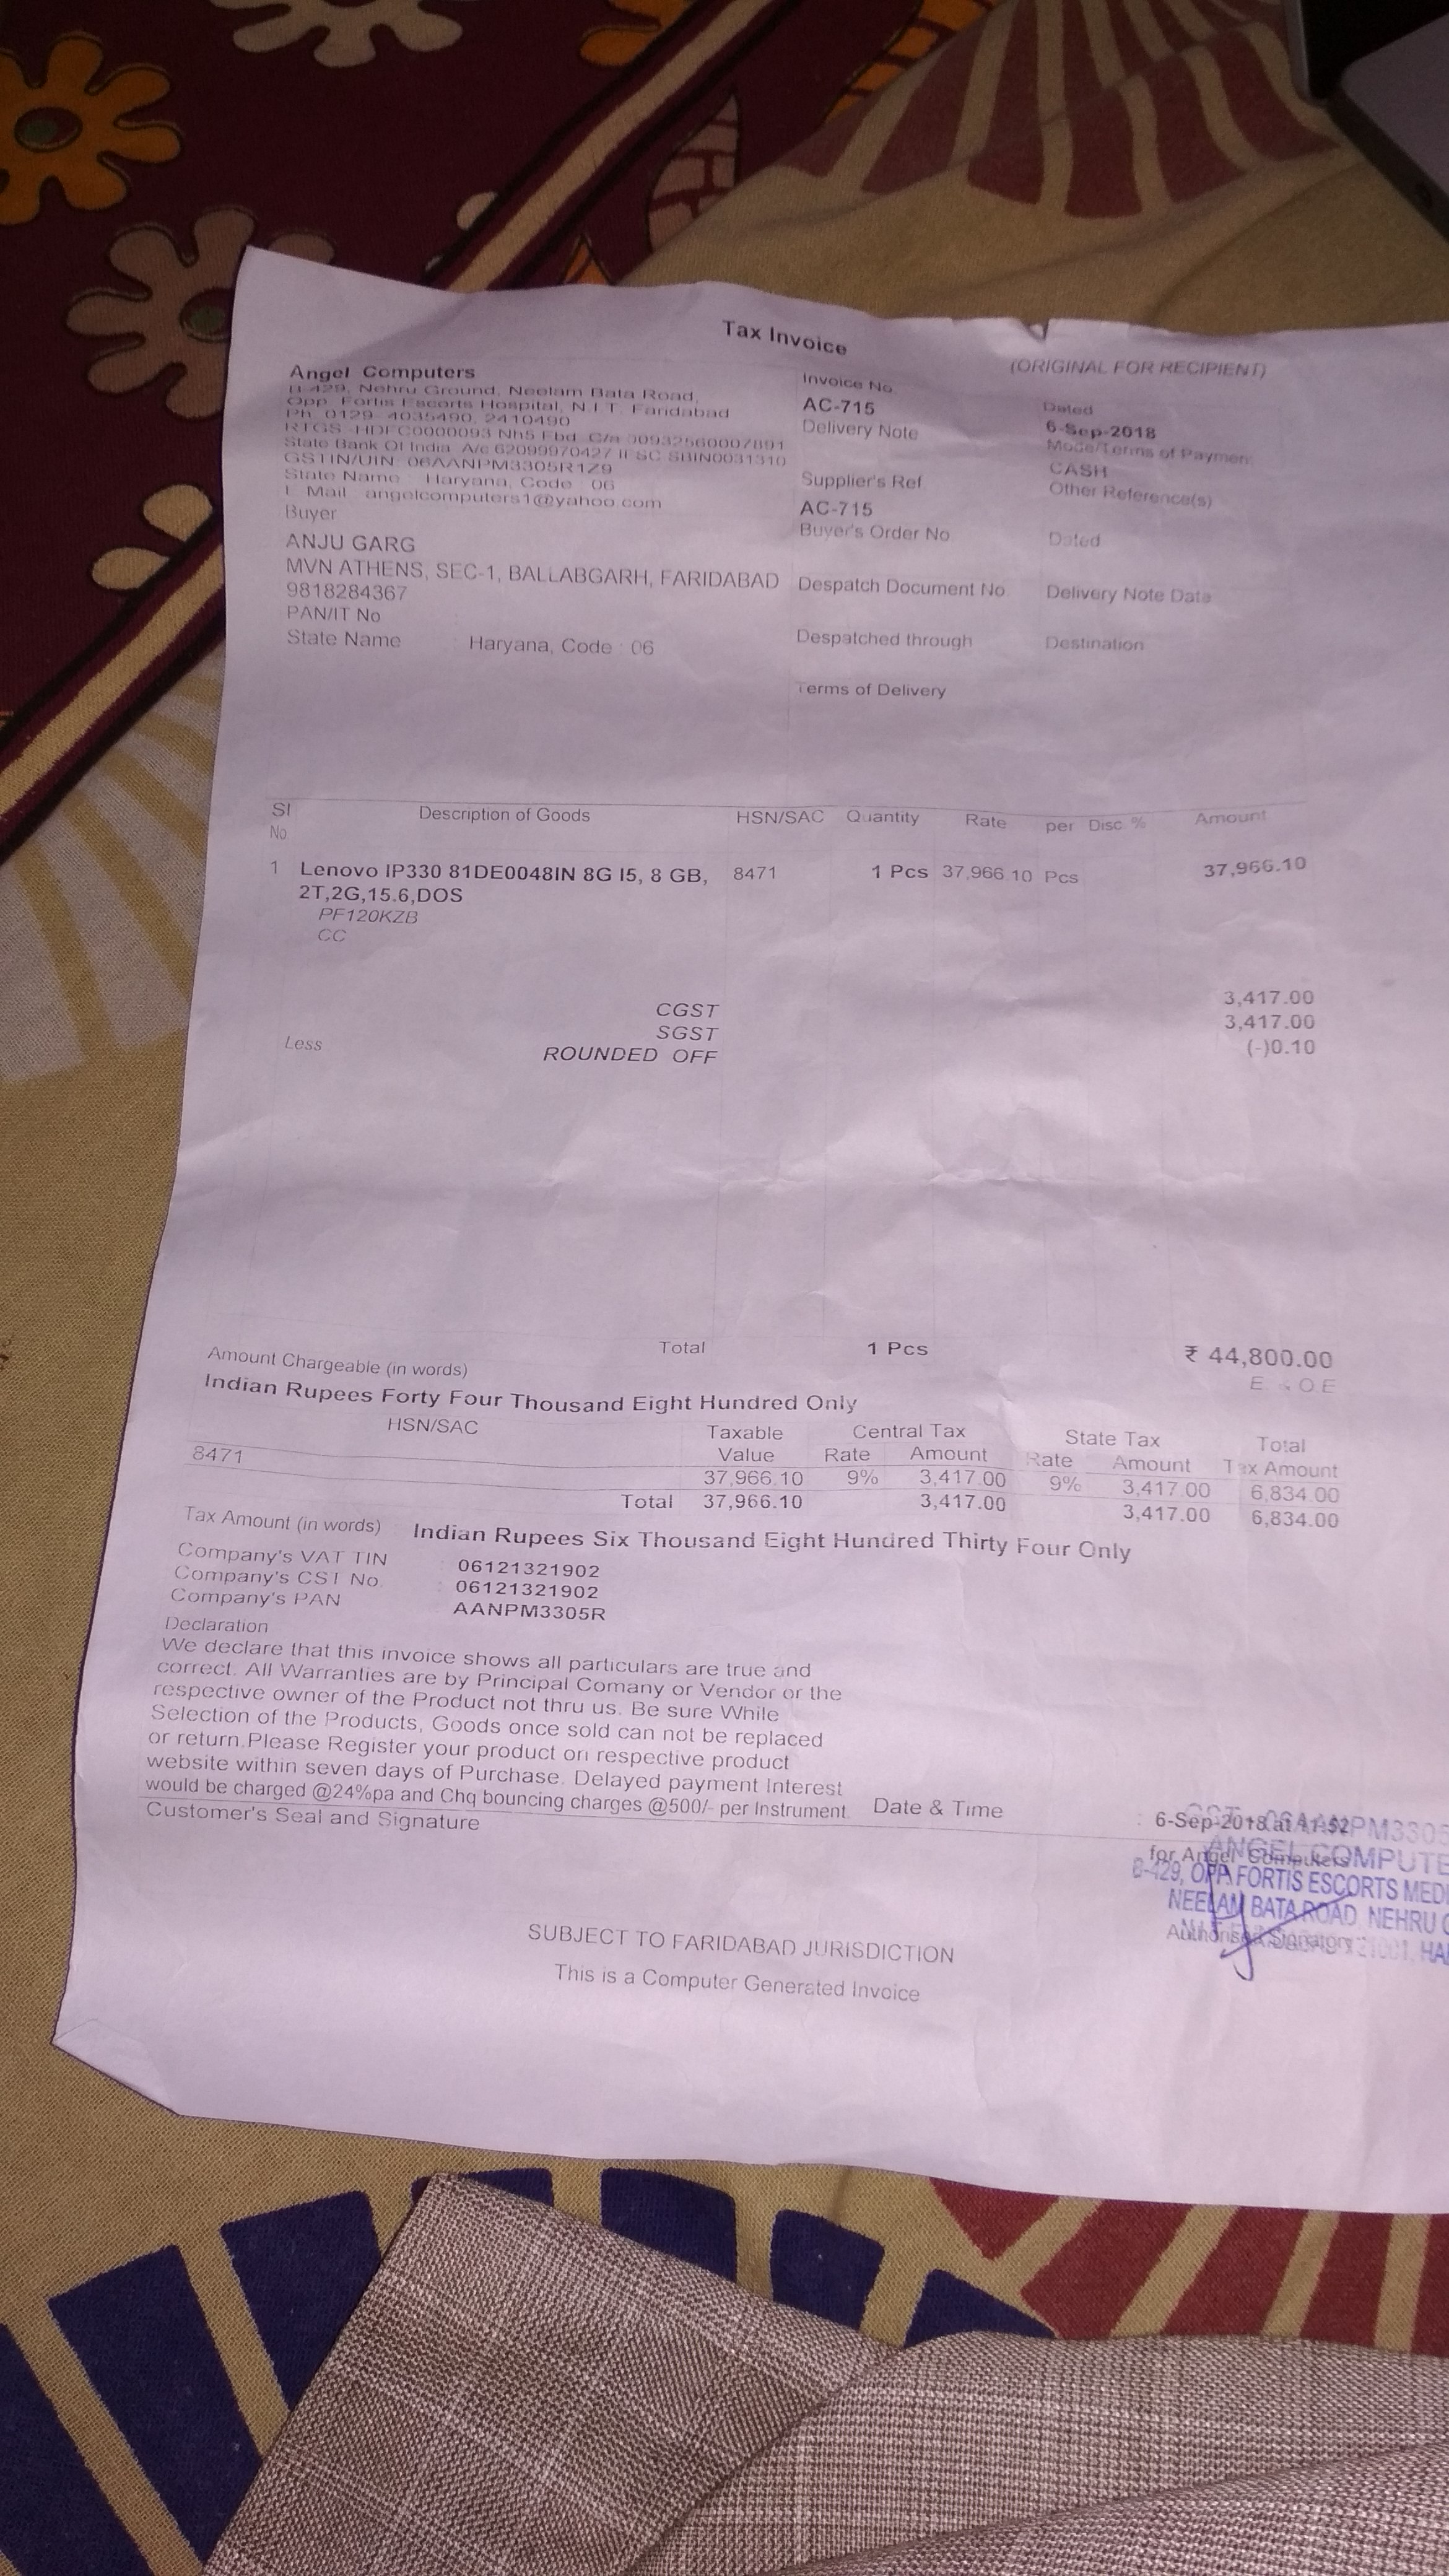 Tax Invoice
(ORIGINAL FOR RECIPIENT)
Angel Computers
B-429, Nehru Ground, Neelam Bata Road,
Opp. Fortis Escorts Hospital, N.I.T. Faridabad
Ph. 0129- 4035490, 2410490
RTGS -HDFC0000093 Nh5 Fbd C/a 00932560007891
State Bank Of India A/c 62099970427 IFSC SBIN0031310
GSTIN/UIN 06AANPM3305R1Z9
State Name : Haryana, Code : 06
E-Mail : angelcomputers1@yahoo.com
Invoice No.
AC-715
Dated
6-Sep-2018
Delivery Note
Mode/Terms of Paymen
CASH
Supplier's Ref.
AC-715
Other Reference(s)
Buyer
ANJU GARG
MVN ATHENS, SEC-1, BALLABGARH, FARIDABAD
9818284367
PAN/IT No
State Name : Haryana, Code : 06
Buyer's Order No.
Dated
Despatch Document No.
Delivery Note Date
Despatched through
Destination
Terms of Delivery
Sl No. Description of Goods HSN/SAC Quantity Rate per Disc. % Amount
1 Lenovo IP330 81DE0048IN 8G I5, 8 GB, 8471 1 Pcs 37,966.10 Pcs 37,966.10
2T,2G,15.6,DOS
PF120KZB
CC
CGST 3,417.00
SGST 3,417.00
Less ROUNDED OFF (-)0.10
Total 1 Pcs ₹ 44,800.00
Amount Chargeable (in words) E. & O.E
Indian Rupees Forty Four Thousand Eight Hundred Only
HSN/SAC Taxable Central Tax State Tax Total
Value Rate Amount Rate Amount Tax Amount
8471 37,966.10 9% 3,417.00 9% 3,417.00 6,834.00
Total 37,966.10 3,417.00 3,417.00 6,834.00
Tax Amount (in words) Indian Rupees Six Thousand Eight Hundred Thirty Four Only
Company's VAT TIN : 06121321902
Company's CST No. : 06121321902
Company's PAN : AANPM3305R
Declaration
We declare that this invoice shows all particulars are true and
correct. All Warranties are by Principal Comany or Vendor or the
respective owner of the Product not thru us. Be sure While
Selection of the Products, Goods once sold can not be replaced
or return.Please Register your product on respective product
website within seven days of Purchase. Delayed payment Interest
would be charged @24%pa and Chq bouncing charges @500/- per Instrument.
Date & Time : 6-Sep-2018 at 11:52
Customer's Seal and Signature
for Angel Computers
ANGEL COMPUTE
B-429, OPP. FORTIS ESCORTS MEDI
NEELAM BATA ROAD, NEHRU G
Authorised Signatory
SUBJECT TO FARIDABAD JURISDICTION
This is a Computer Generated Invoice